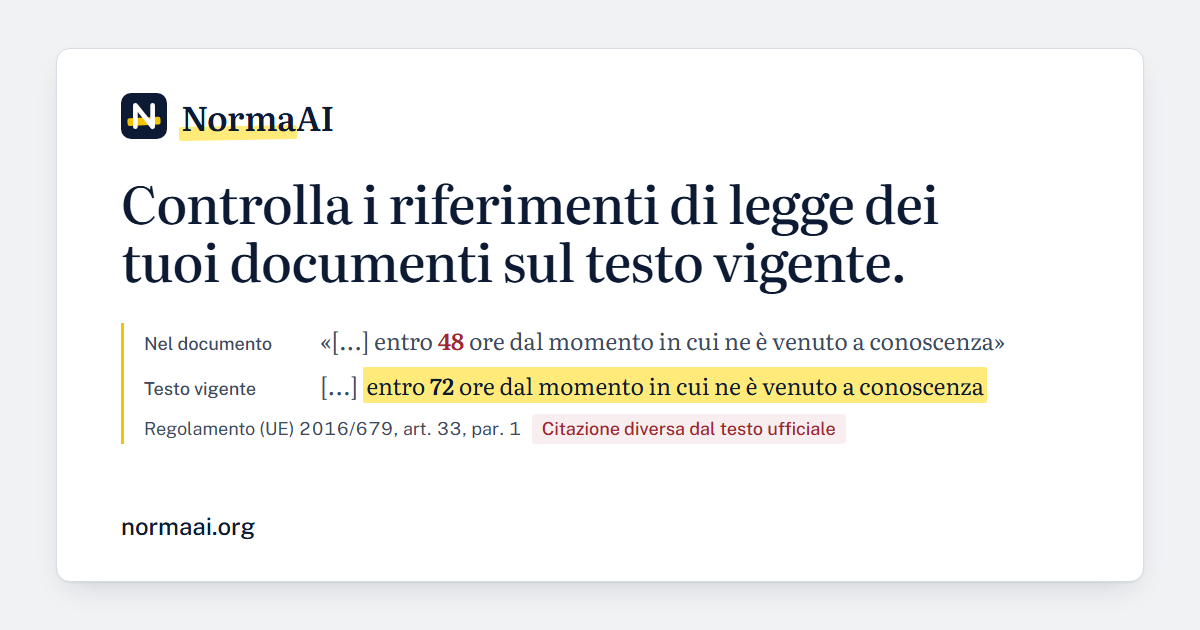 N
NormaAI
Controlla i riferimenti di legge dei
tuoi documenti sul testo vigente.
Nel documento «[…] entro 48 ore dal momento in cui ne è venuto a conoscenza»
Testo vigente […] entro 72 ore dal momento in cui ne è venuto a conoscenza
Regolamento (UE) 2016/679, art. 33, par. 1 Citazione diversa dal testo ufficiale
normaai.org